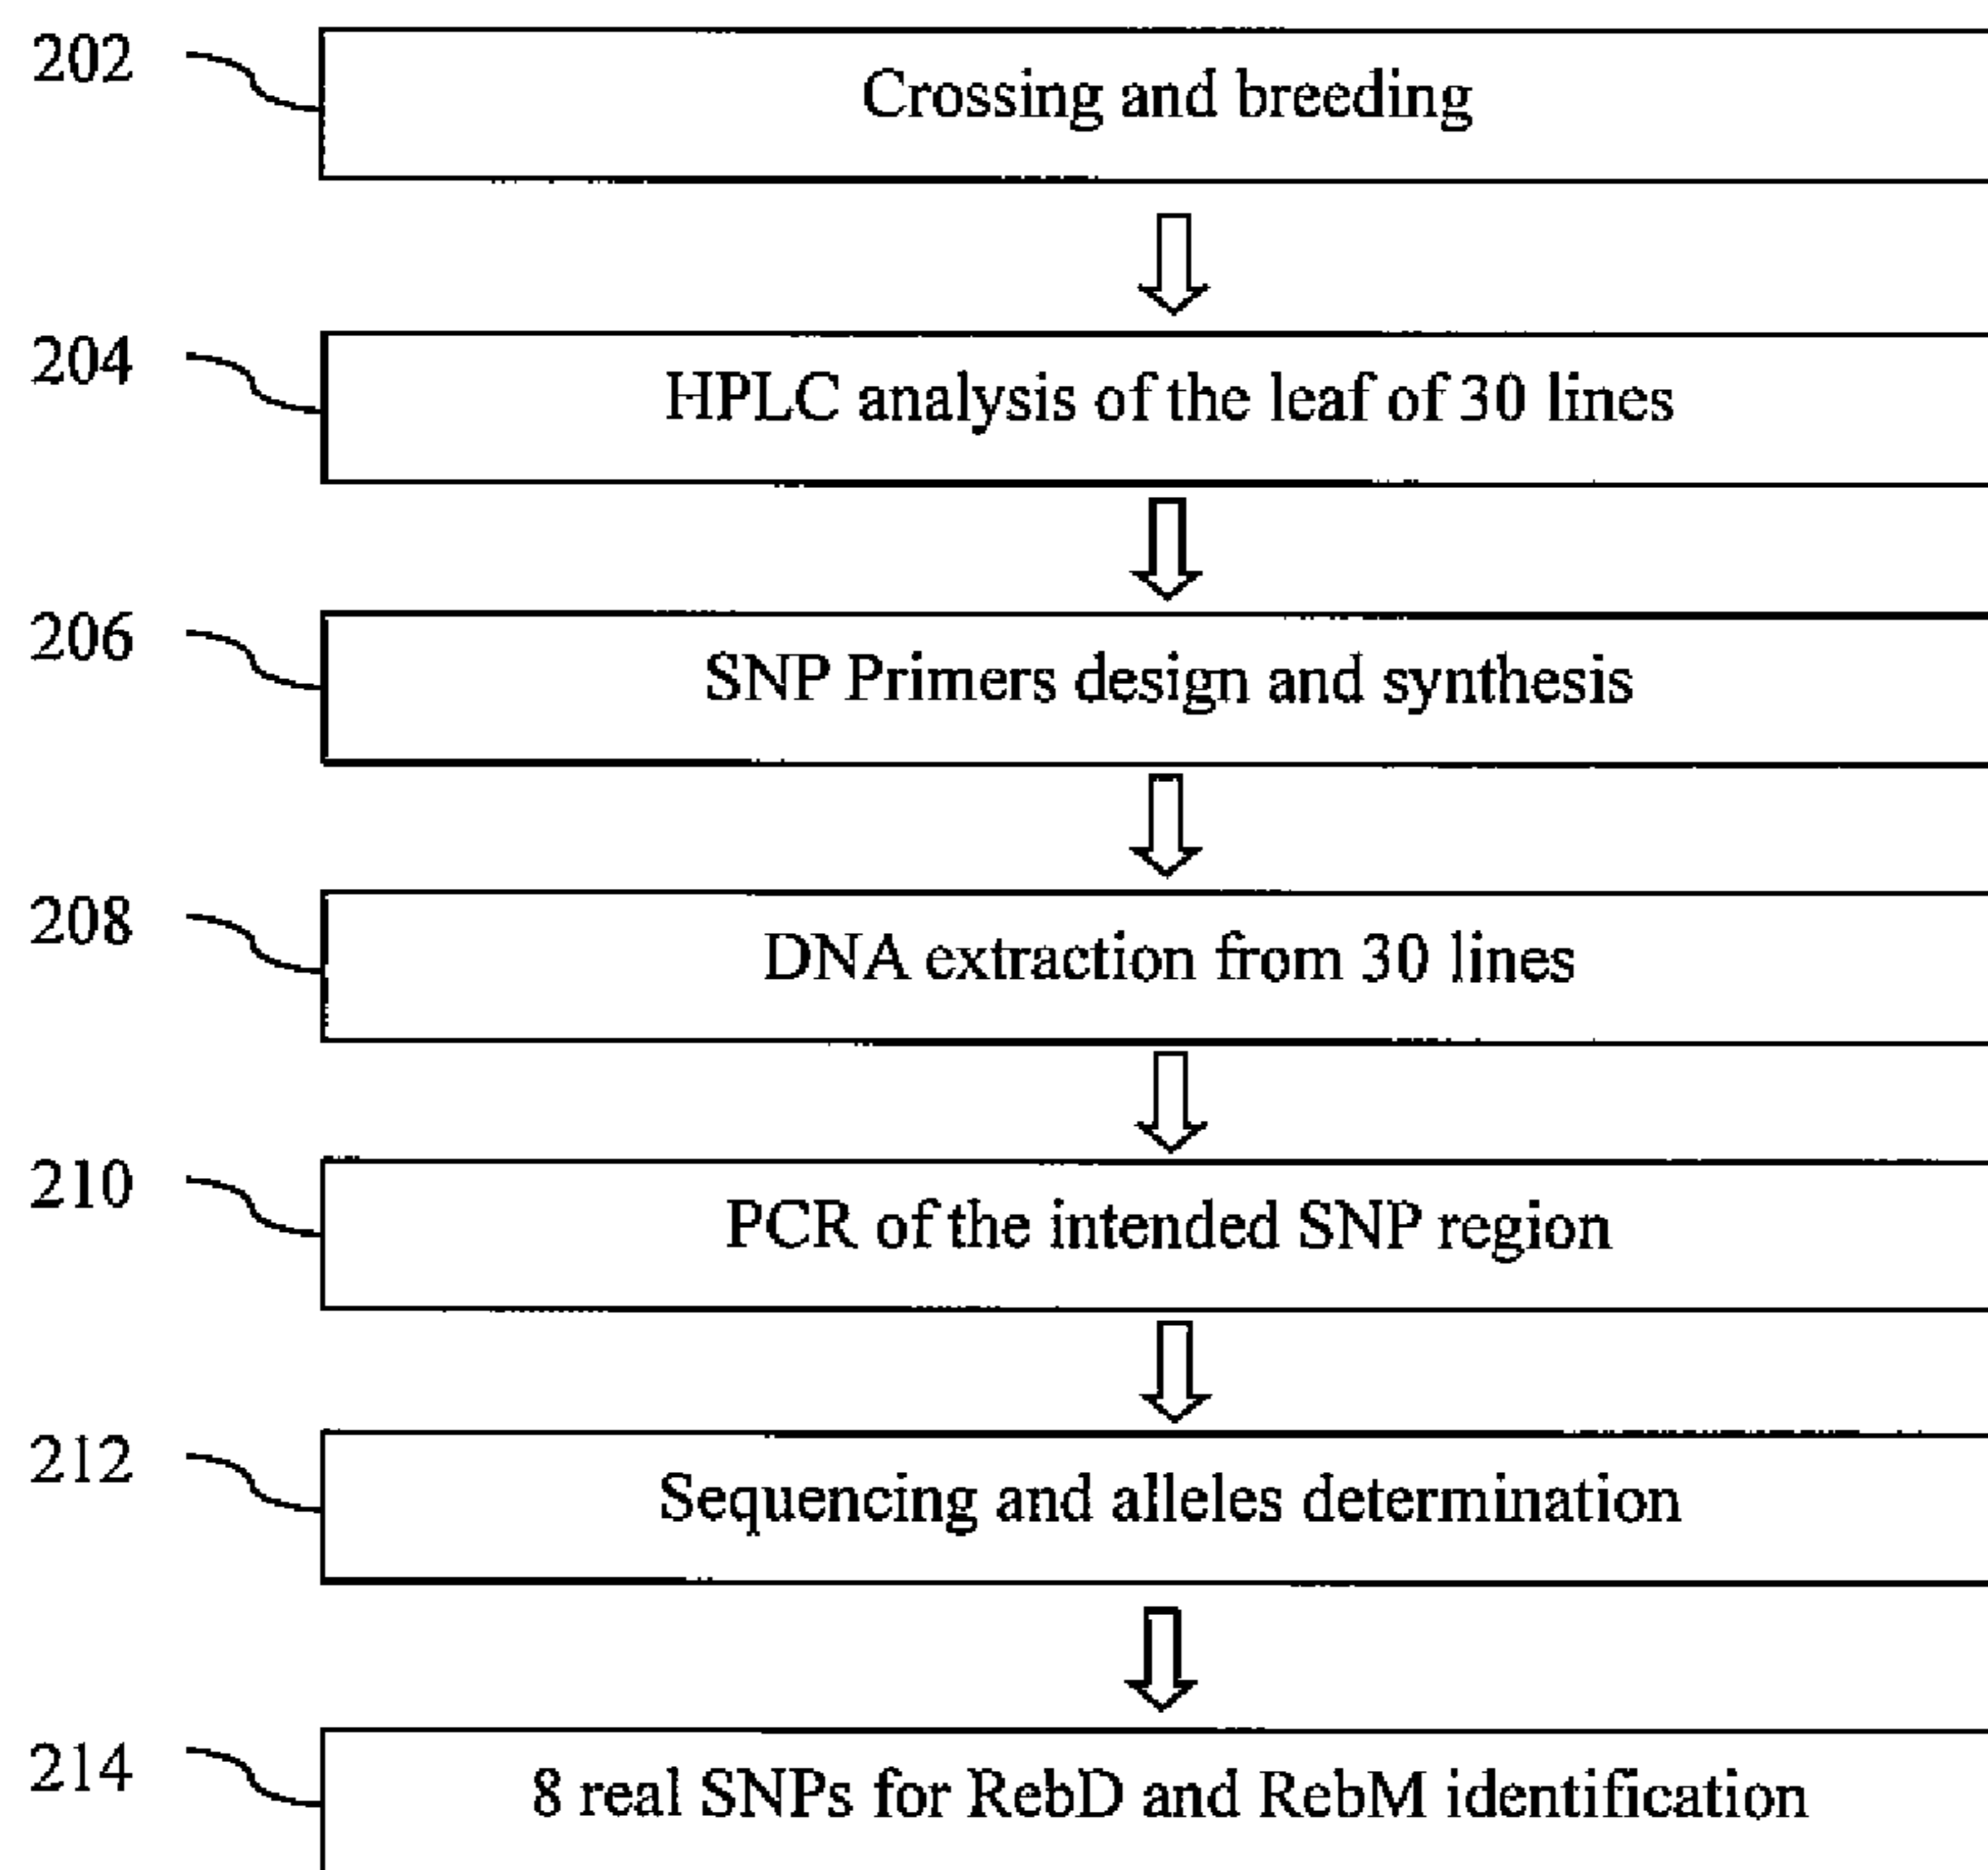 202
Crossing and breeding
204
HPLC analysis of the leaf of 30 lines
206
SNP Primers design and synthesis
208
DNA extraction from 30 lines
210
PCR of the intended SNP region
212
Sequencing and alleles determination
214
8 real SNPs for RebD and RebM identification